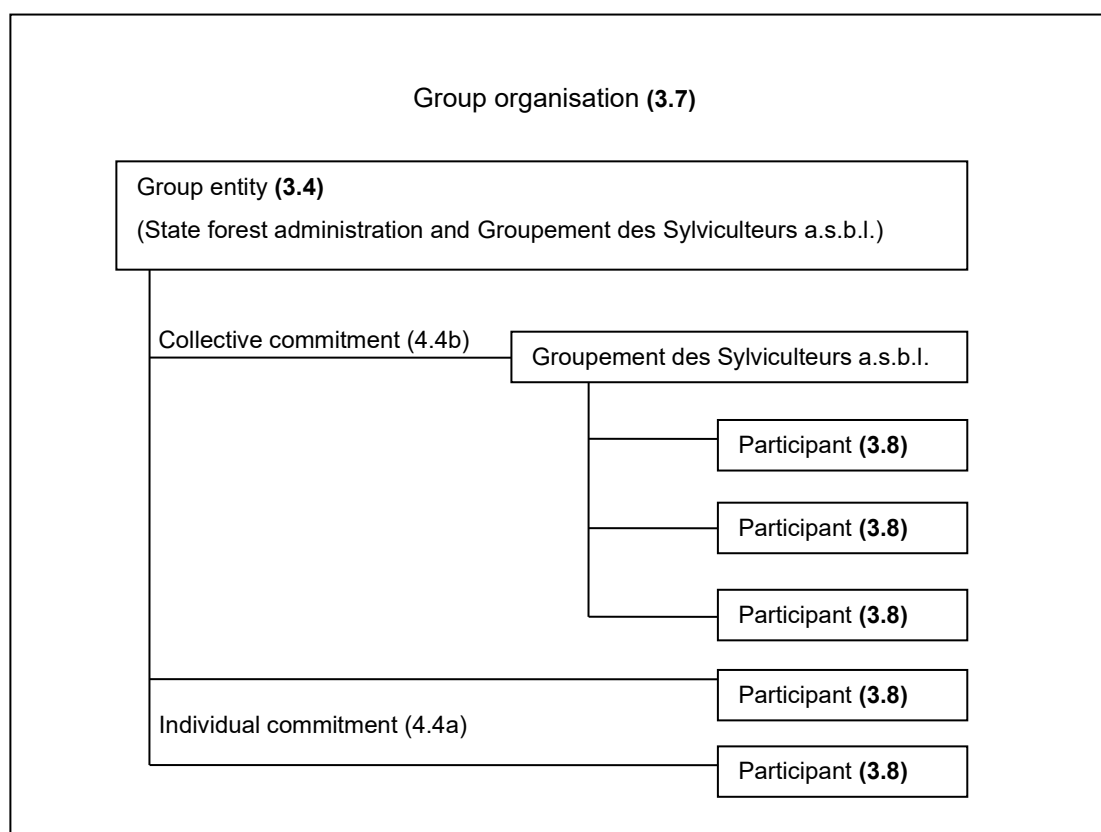 Group organisation (3.7)
Group entity (3.4)
(State forest administration and Groupement des Sylviculteurs a.s.b.l.)
Collective commitment (4.4b)
Groupement des Sylviculteurs a.s.b.l.
Participant (3.8)
Participant (3.8)
Participant (3.8)
Participant (3.8)
Individual commitment (4.4a)
Participant (3.8)